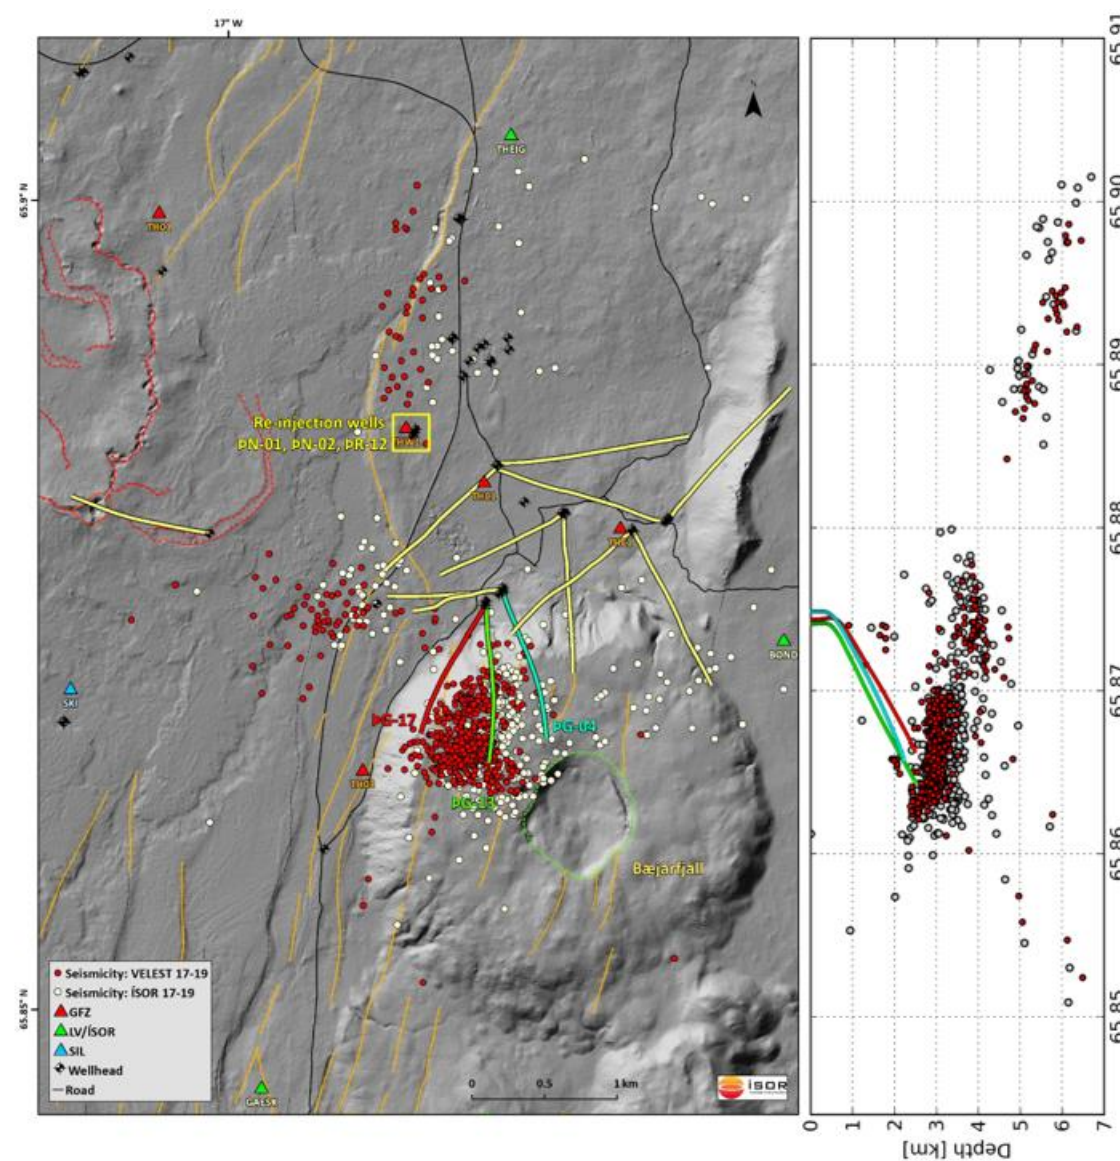 17° W
65.9° N
65.85° N
THEIG
Re-injection wells
ÞN-01, ÞN-02, ÞR-12
SKI
BOND
ÞG-17
ÞG-04
ÞG-23
Bæjarfjall
GAESK
Seismicity: VELEST 17-19
Seismicity: ÍSOR 17-19
GFZ
LV/ÍSOR
SIL
Wellhead
Road
0 0.5 1 km
ÍSOR
65.91
65.90
65.89
65.88
65.87
65.86
65.85
0 1 2 3 4 5 6 7
Depth [km]